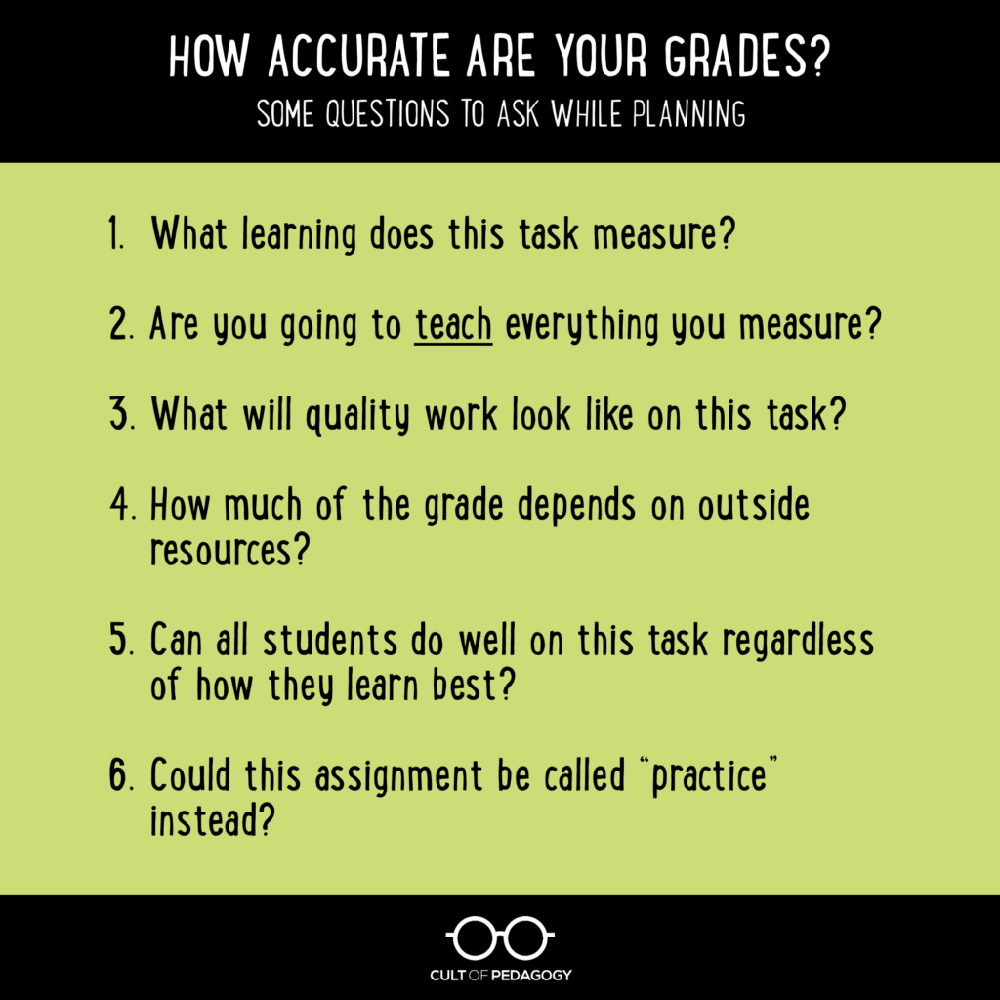 HOW ACCURATE ARE YOUR GRADES?
SOME QUESTIONS TO ASK WHILE PLANNING
1. What learning does this task measure?
2. Are you going to teach everything you measure?
3. What will quality work look like on this task?
4. How much of the grade depends on outside
resources?
5. Can all students do well on this task regardless
of how they learn best?
6. Could this assignment be called “practice”
instead?
CULT OF PEDAGOGY